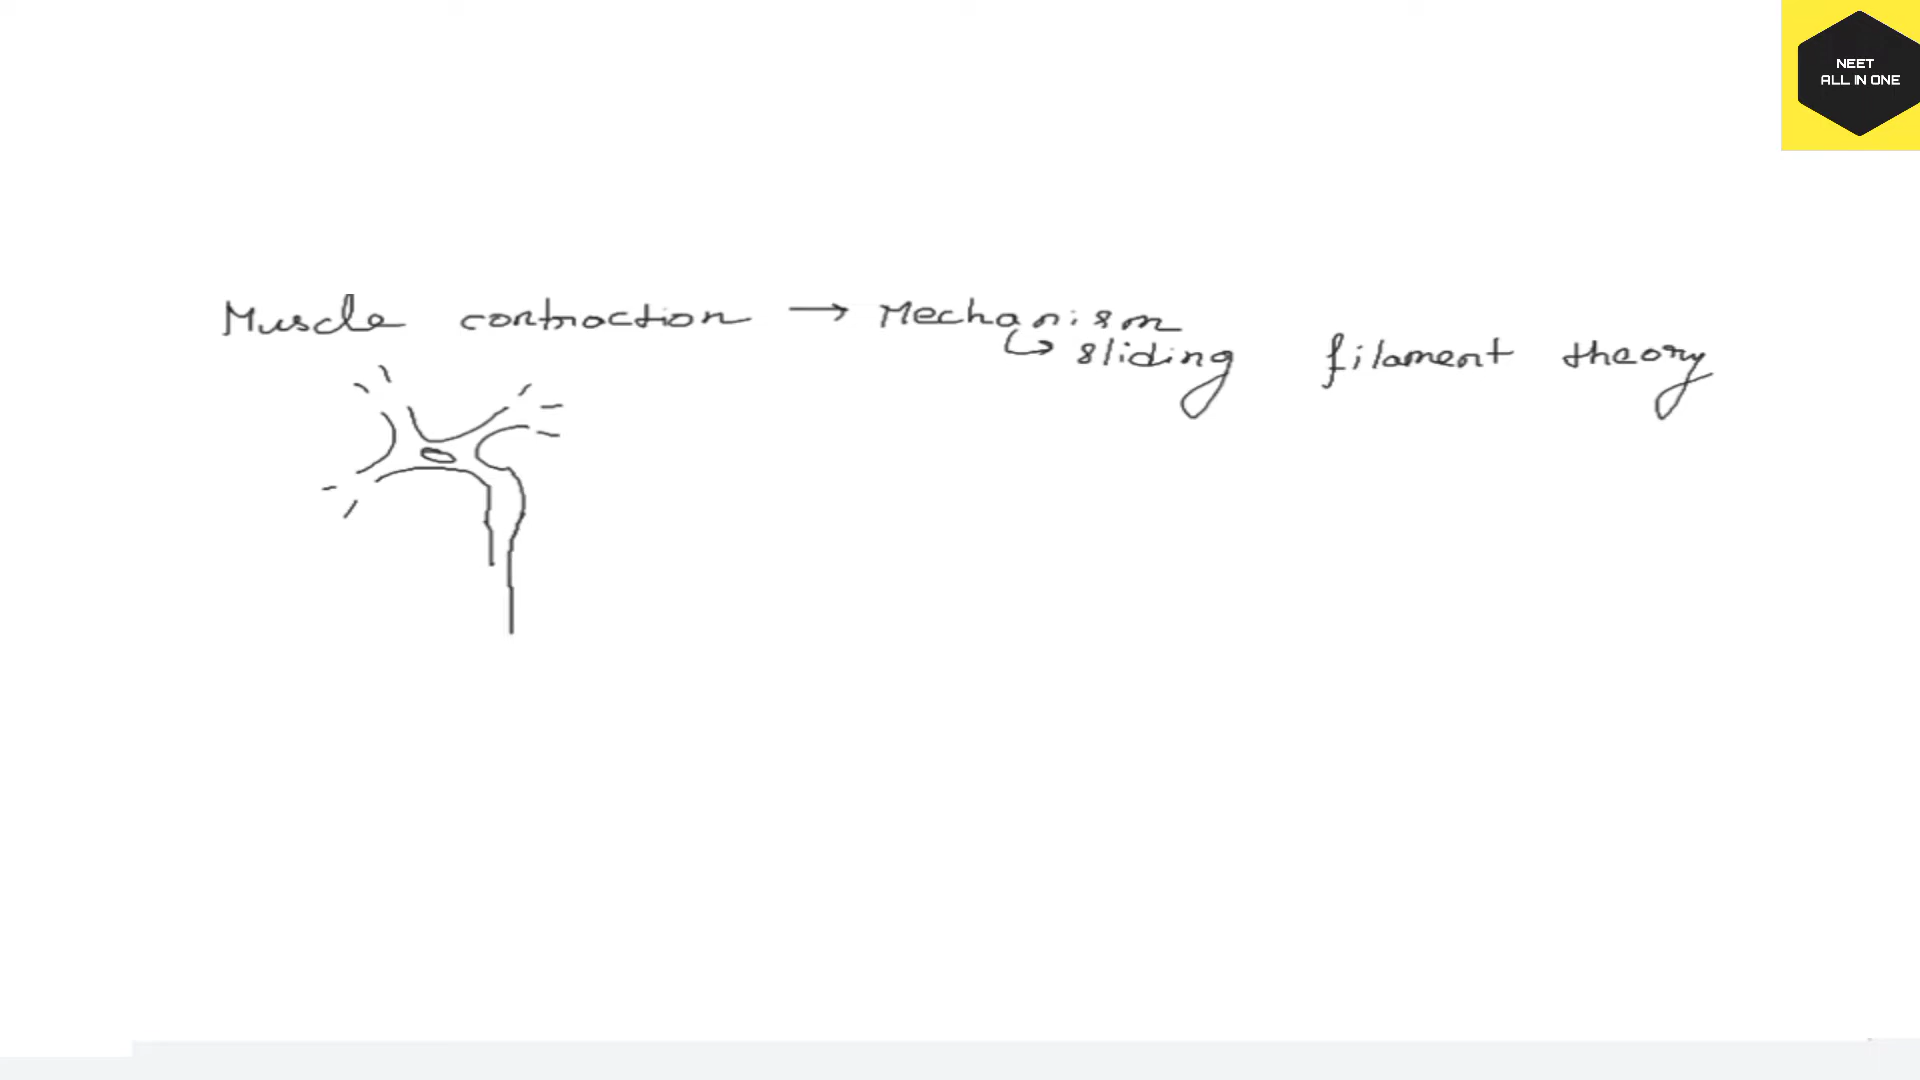 NEET
ALL IN ONE
Muscle contraction → Mechanism
↪ sliding filament theory